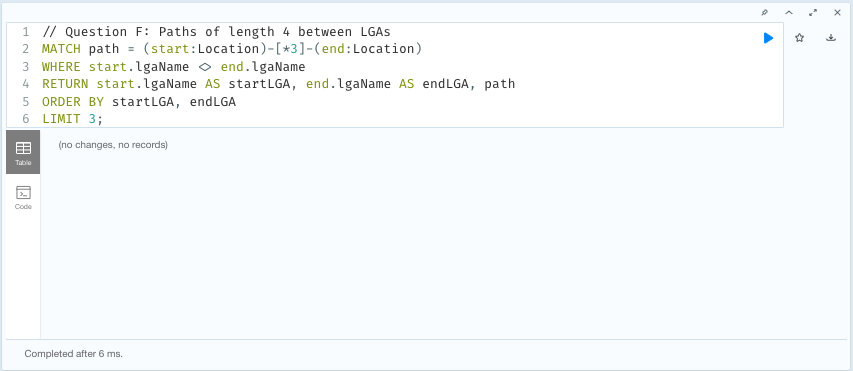 1 // Question F: Paths of length 4 between LGAs
2 MATCH path = (start:Location)-[*3]-(end:Location)
3 WHERE start.lgaName <> end.lgaName
4 RETURN start.lgaName AS startLGA, end.lgaName AS endLGA, path
5 ORDER BY startLGA, endLGA
6 LIMIT 3;
(no changes, no records)
Table
Code
Completed after 6 ms.